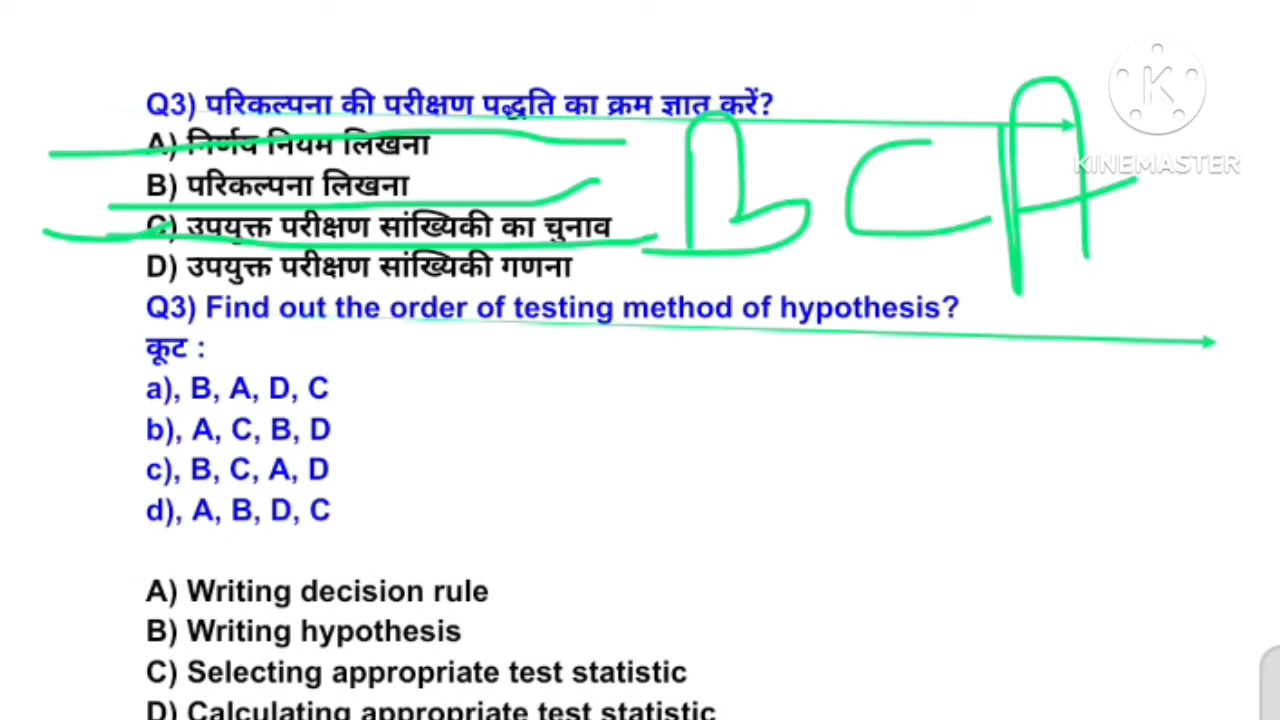 Q3) परिकल्पना की परीक्षण पद्धति का क्रम ज्ञात करें?
A) निर्णय नियम लिखना
B) परिकल्पना लिखना
C) उपयुक्त परीक्षण सांख्यिकी का चुनाव
D) उपयुक्त परीक्षण सांख्यिकी गणना
B C A
KINEMASTER
Q3) Find out the order of testing method of hypothesis?
कूट :
a), B, A, D, C
b), A, C, B, D
c), B, C, A, D
d), A, B, D, C
A) Writing decision rule
B) Writing hypothesis
C) Selecting appropriate test statistic
D) Calculating appropriate test statistic